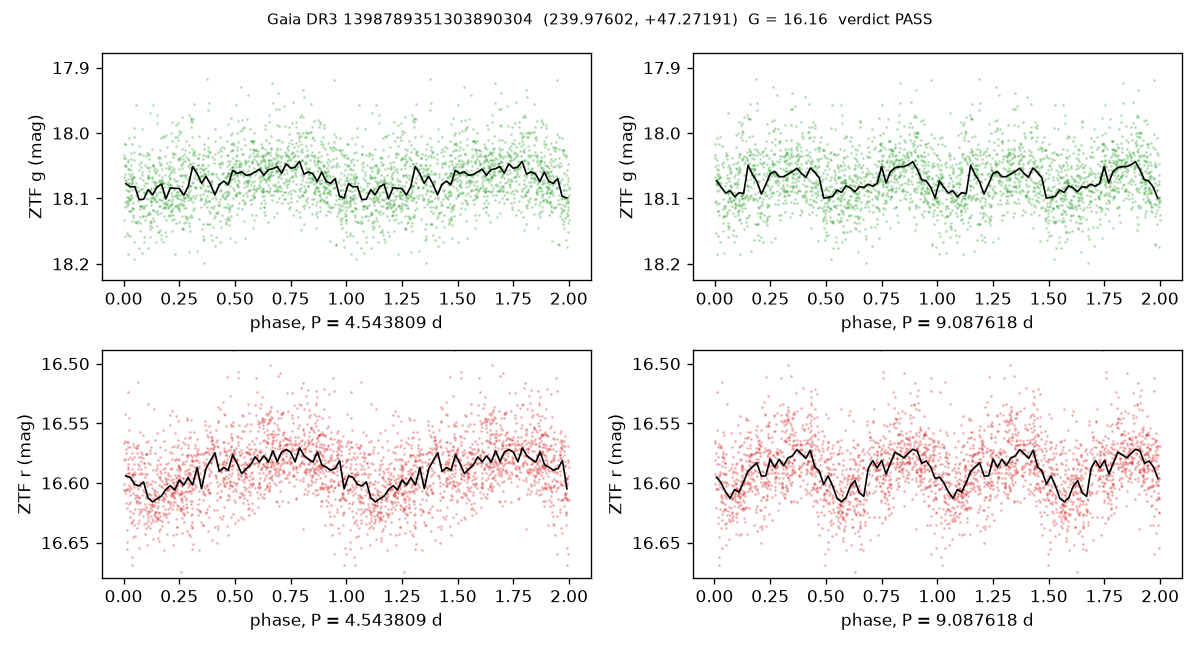 Gaia DR3 1398789351303890304 (239.97602, +47.27191) G = 16.16 verdict PASS
ZTF g (mag)
17.9
18.0
18.1
18.2
0.00 0.25 0.50 0.75 1.00 1.25 1.50 1.75 2.00
phase, P = 4.543809 d
ZTF g (mag)
17.9
18.0
18.1
18.2
0.00 0.25 0.50 0.75 1.00 1.25 1.50 1.75 2.00
phase, P = 9.087618 d
ZTF r (mag)
16.50
16.55
16.60
16.65
0.00 0.25 0.50 0.75 1.00 1.25 1.50 1.75 2.00
phase, P = 4.543809 d
ZTF r (mag)
16.50
16.55
16.60
16.65
0.00 0.25 0.50 0.75 1.00 1.25 1.50 1.75 2.00
phase, P = 9.087618 d